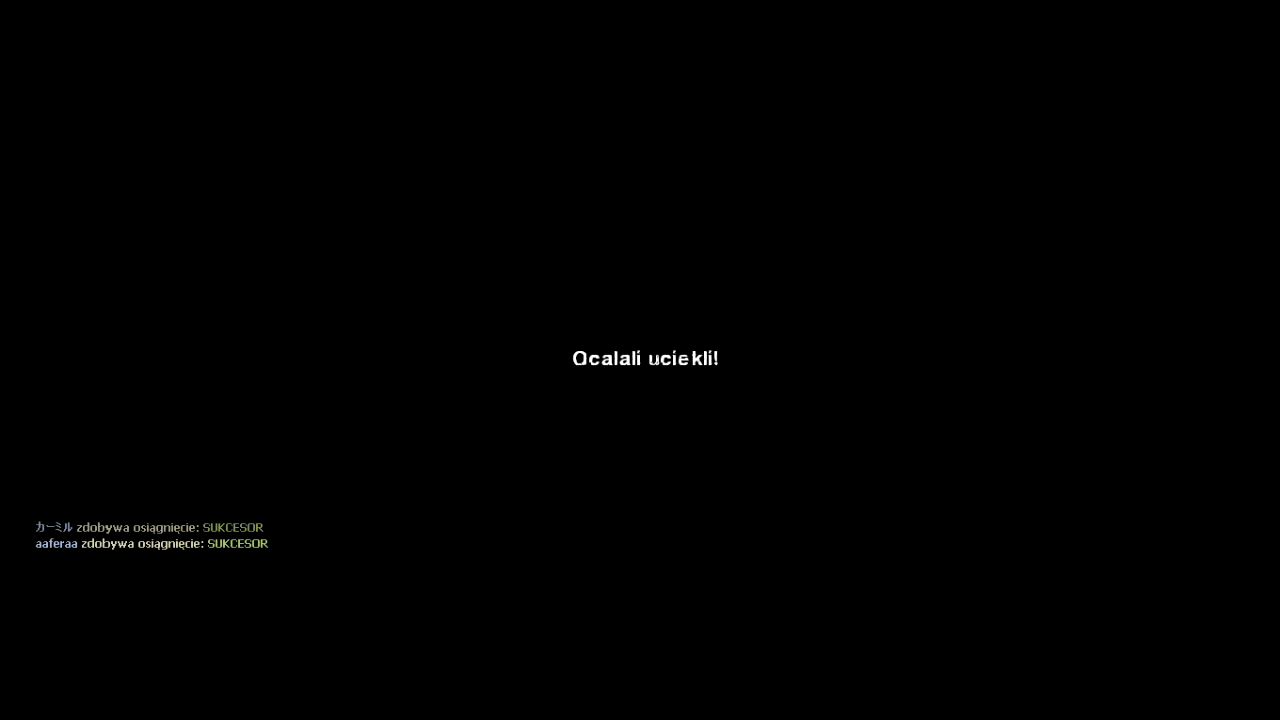 Ocalali uciekli!
カーミル zdobywa osiągnięcie: SUKCESOR
aaferaa zdobywa osiągnięcie: SUKCESOR